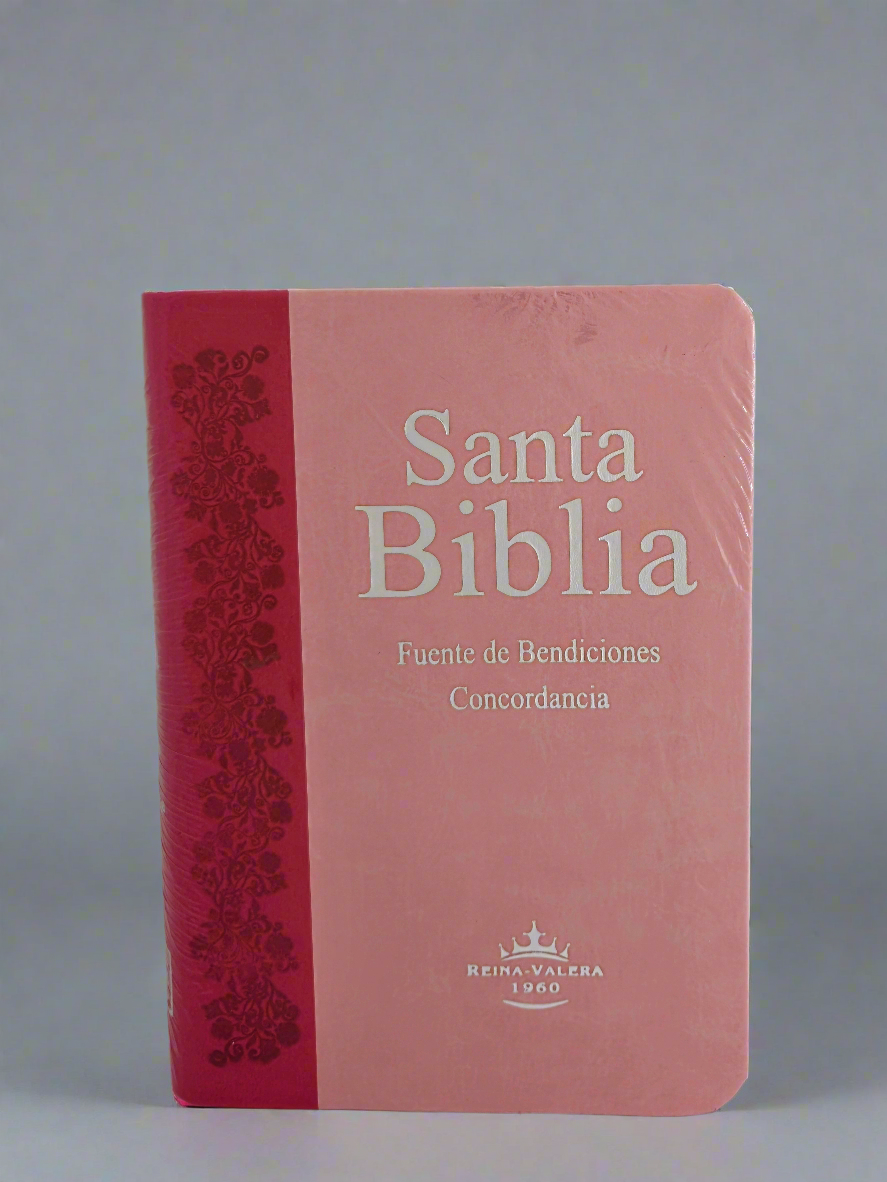 Santa
Biblia
Fuente de Bendiciones
Concordancia
REINA-VALERA
1960